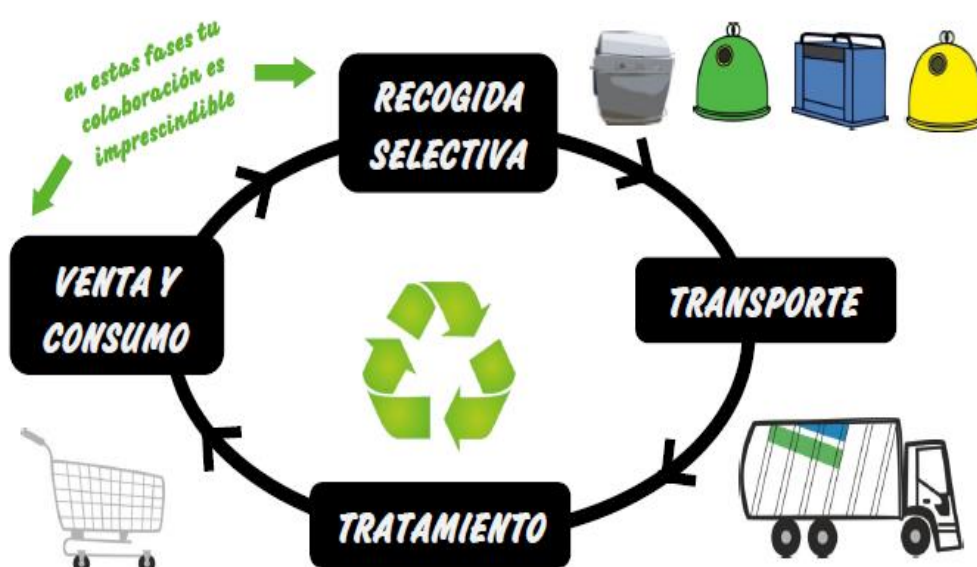 en estas fases tu
colaboración es
imprescindible
RECOGIDA
SELECTIVA
VENTA Y
CONSUMO
TRANSPORTE
TRATAMIENTO